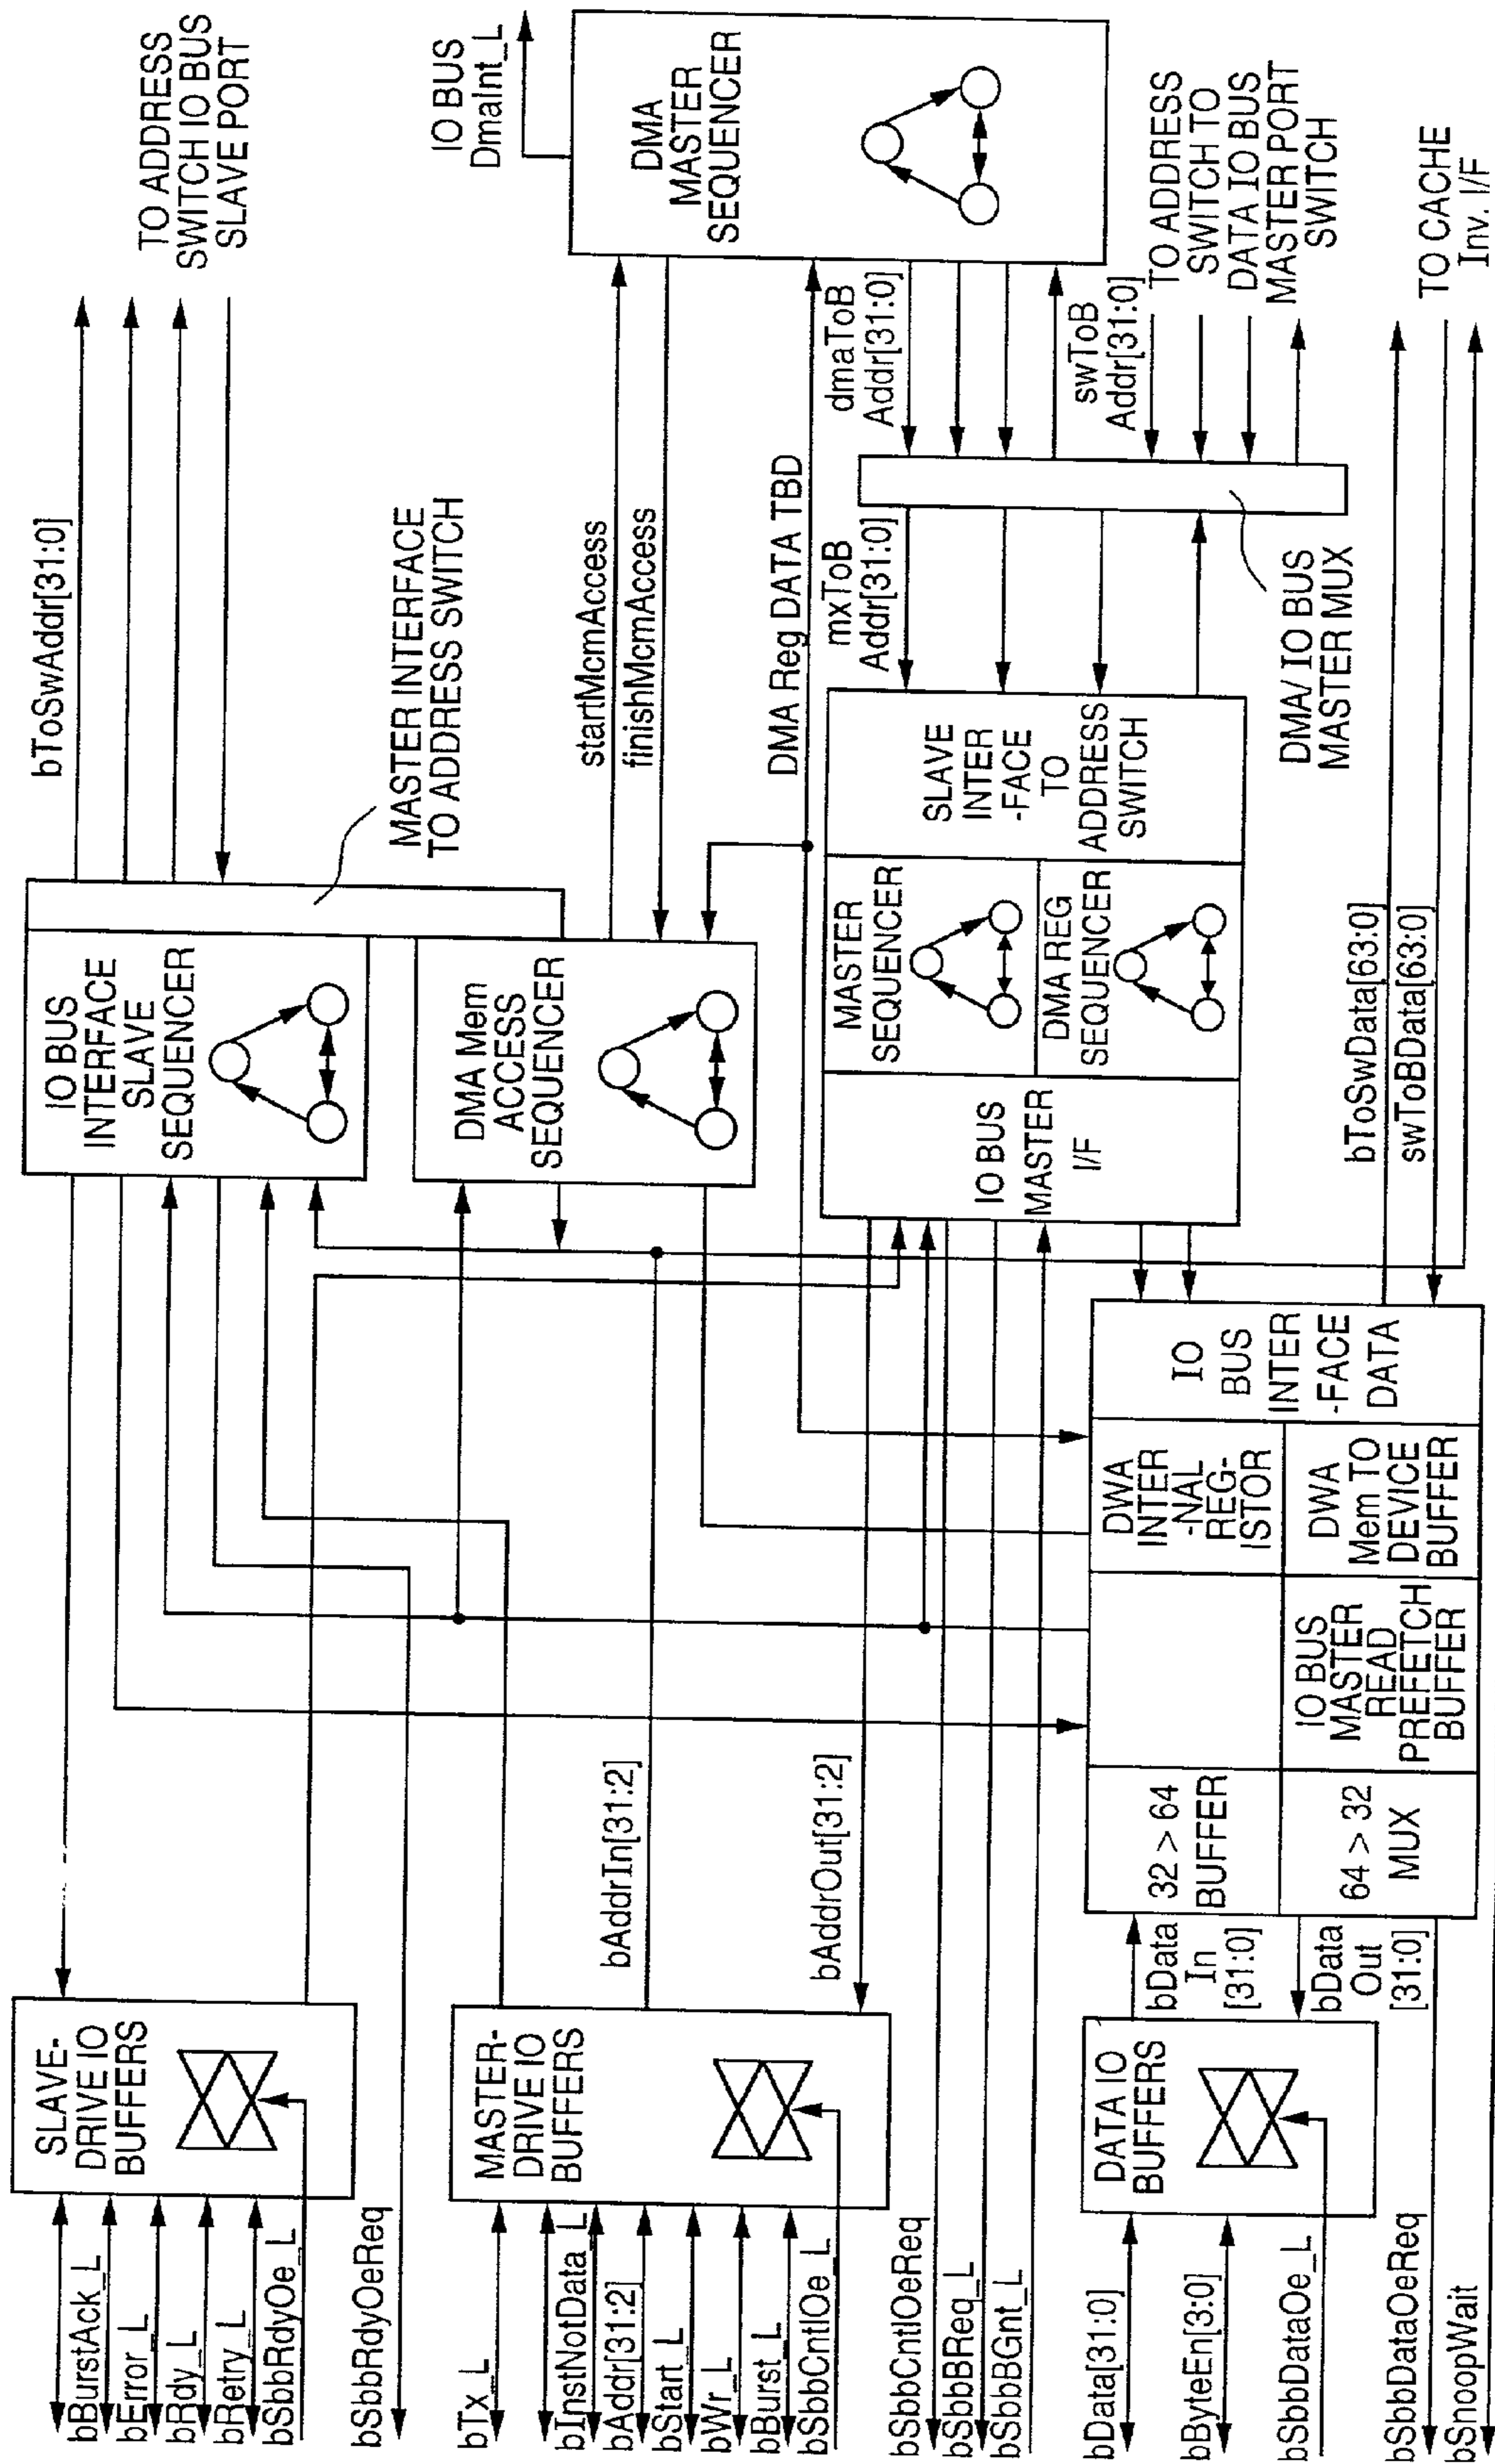 bBurstAck_L
bError_L
bRdy_L
bRetry_L
bSbbRdyOe_L
bSbbRdyOeReq
bTx_L
bInstNotData_L
bAddr[31:2]
bStart_L
bWr_L
bBurst_L
bSbbCntlOe_L
bSbbCntlOeReq
bSbbBReq_L
bSbbBGnt_L
bData[31:0]
bByteEn[3:0]
bSbbDataOe_L
bSbbDataOeReq
bSnoopWait
SLAVE-
DRIVE IO
BUFFERS
MASTER-
DRIVE IO
BUFFERS
DATA IO
BUFFERS
bAddrIn[31:2]
bAddrOut[31:2]
bData
In
[31:0]
bData
Out
[31:0]
32 > 64
BUFFER
64 > 32
MUX
IO BUS
MASTER
READ
PREFETCH
BUFFER
DWA
INTER
-NAL
REG-
ISTOR
DWA
Mem TO
DEVICE
BUFFER
IO
BUS
INTER
-FACE
DATA
IO BUS
INTERFACE
SLAVE
SEQUENCER
DMA Mem
ACCESS
SEQUENCER
IO BUS
MASTER
I/F
MASTER
SEQUENCER
DMA REG
SEQUENCER
SLAVE
INTER
-FACE
TO
ADDRESS
SWITCH
MASTER INTERFACE
TO ADDRESS SWITCH
bToSwAddr[31:0]
TO ADDRESS
SWITCH IO BUS
SLAVE PORT
startMcmAccess
finishMcmAccess
DMA Reg DATA TBD
mxToB
Addr[31:0]
dmaToB
Addr[31:0]
swToB
Addr[31:0]
DMA/ IO BUS
MASTER MUX
IO BUS
DmaInt_L
DMA
MASTER
SEQUENCER
TO ADDRESS
SWITCH TO
DATA IO BUS
MASTER PORT
SWITCH
bToSwData[63:0]
swToBData[63:0]
TO CACHE
Inv. I/F